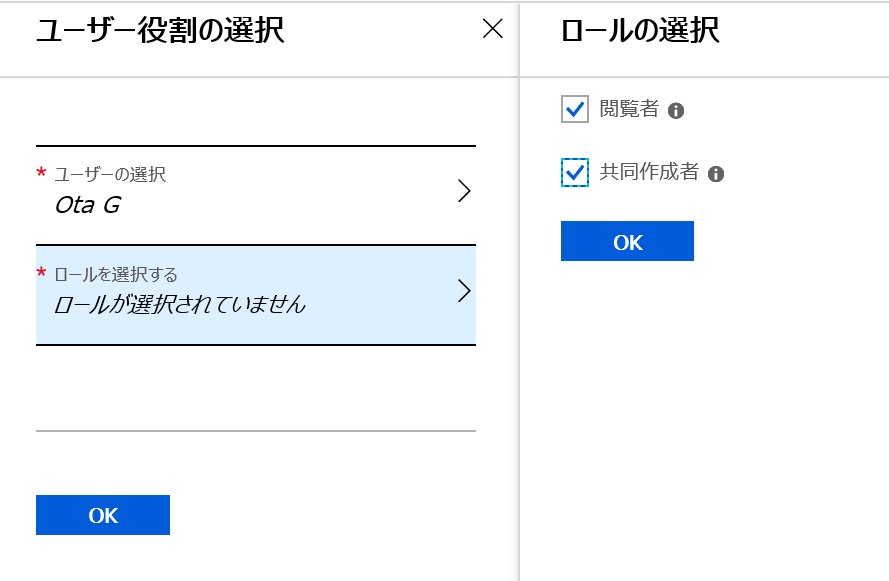 ユーザー役割の選択
* ユーザーの選択
Ota G
* ロールを選択する
ロールが選択されていません
OK
ロールの選択
閲覧者
共同作成者
OK